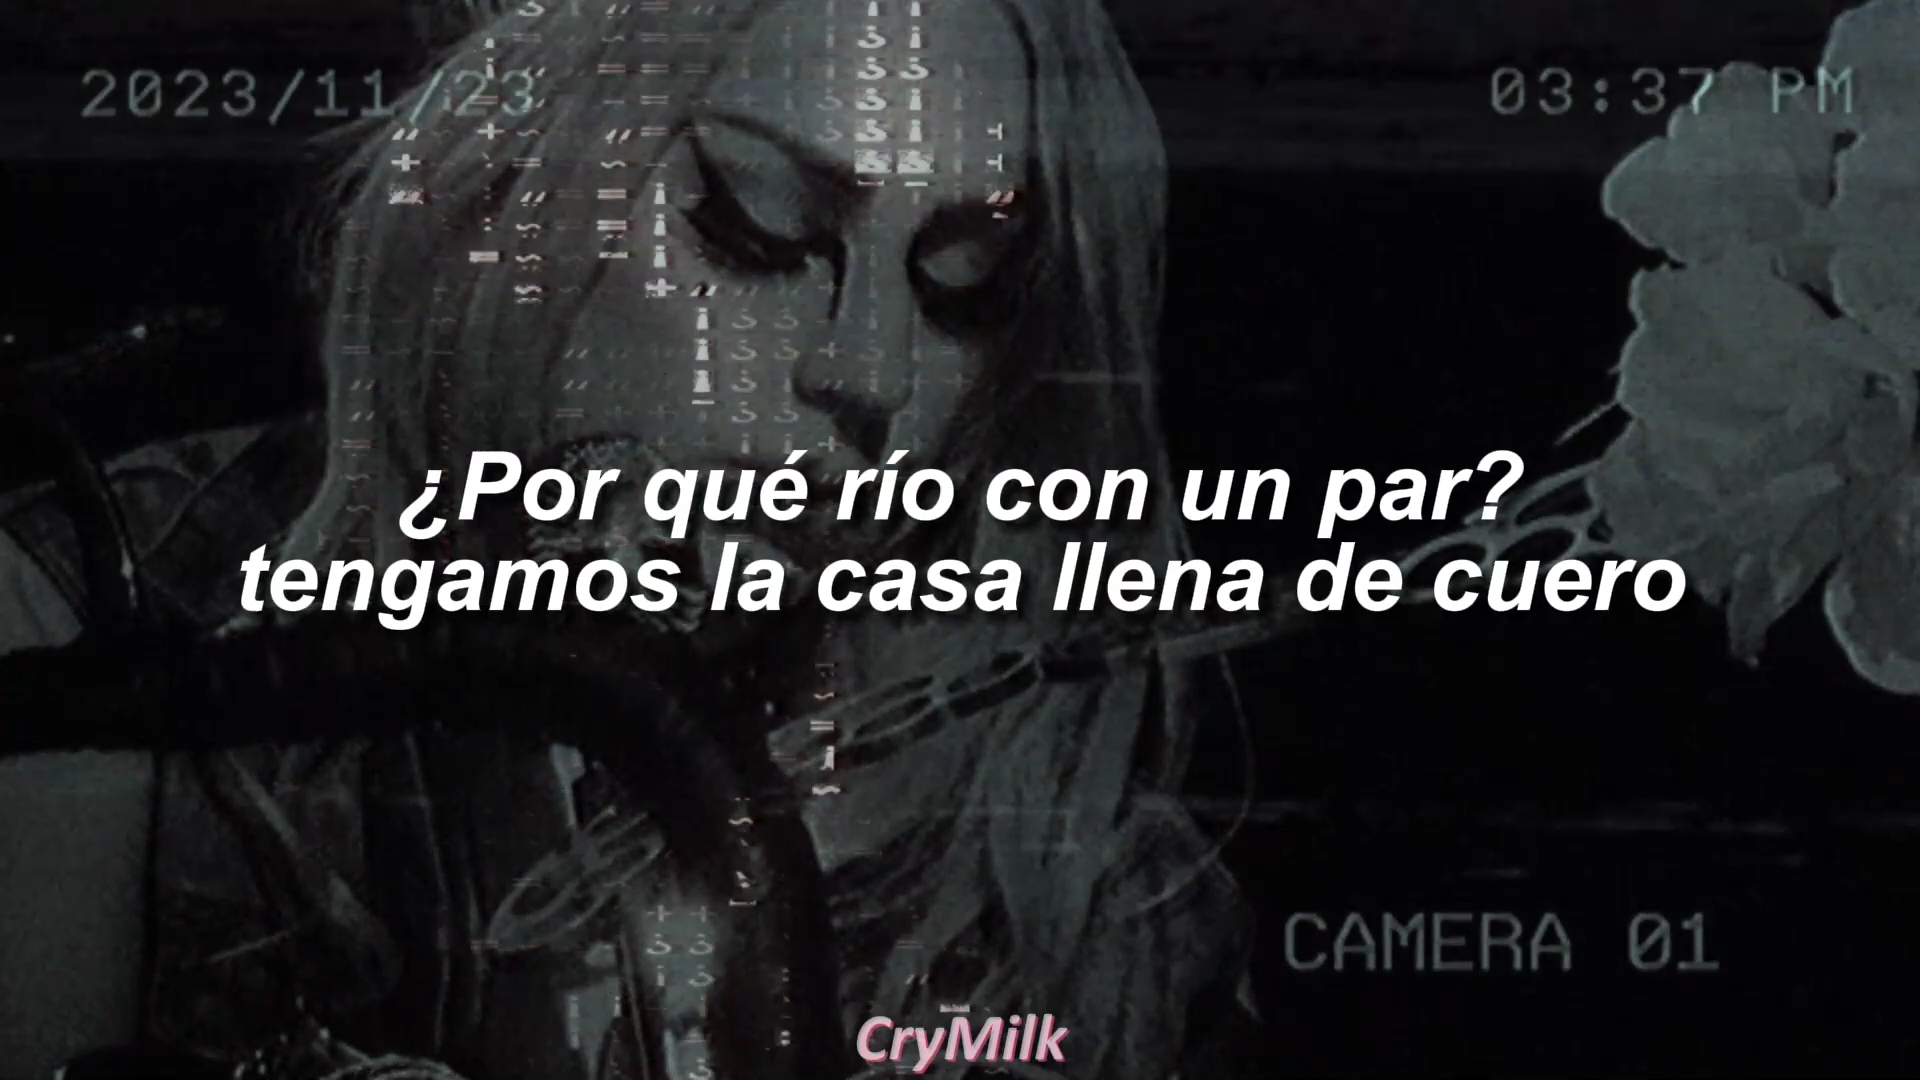 2023/11/23
03:37 PM
¿Por qué río con un par?
tengamos la casa llena de cuero
CAMERA 01
CryMilk